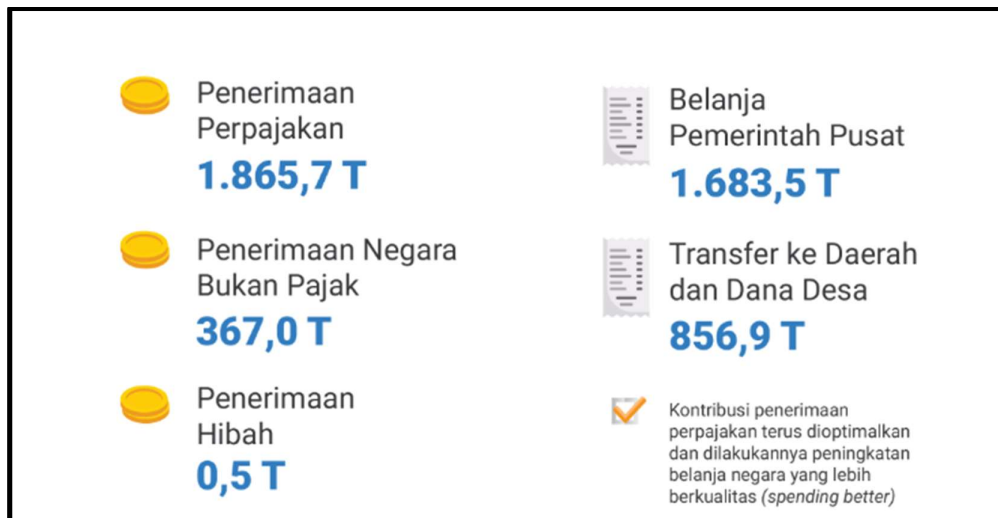 Penerimaan
Perpajakan
1.865,7 T
Penerimaan Negara
Bukan Pajak
367,0 T
Penerimaan
Hibah
0,5 T
Belanja
Pemerintah Pusat
1.683,5 T
Transfer ke Daerah
dan Dana Desa
856,9 T
Kontribusi penerimaan
perpajakan terus dioptimalkan
dan dilakukannya peningkatan
belanja negara yang lebih
berkualitas (spending better)